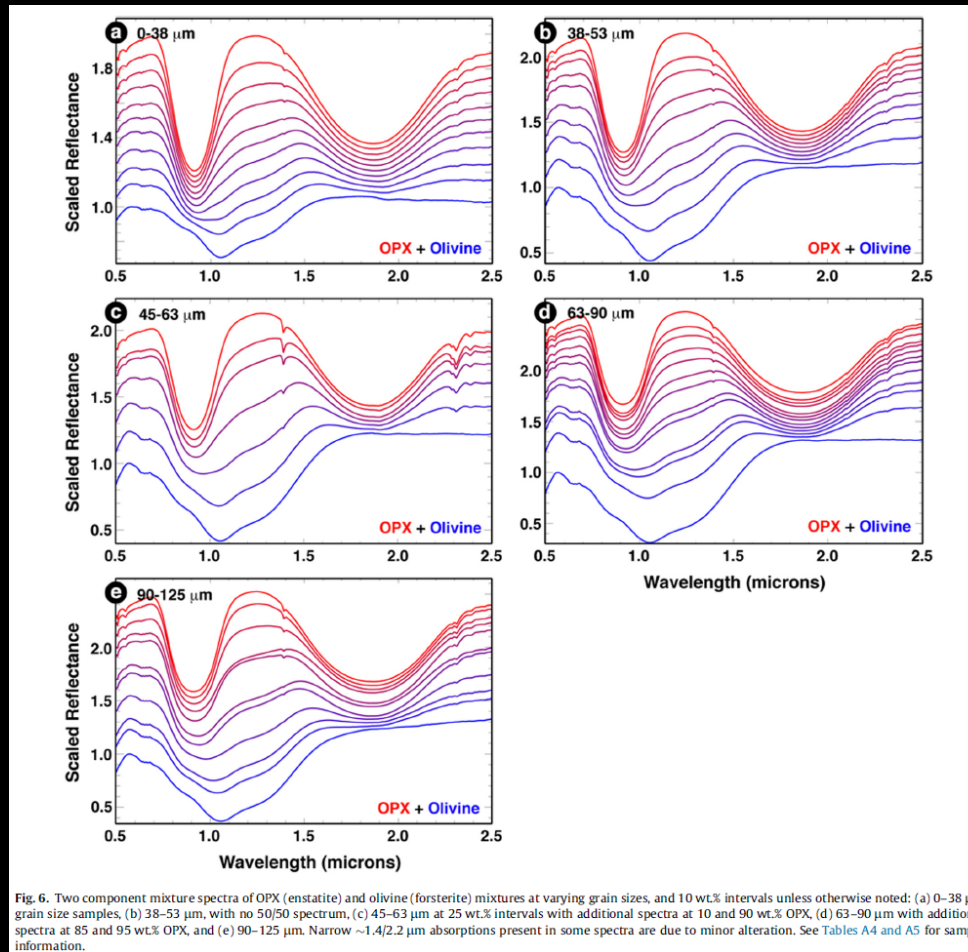 a 0-38 μm
1.8
1.4
1.0
Scaled Reflectance
OPX + Olivine
0.5 1.0 1.5 2.0 2.5
b 38-53 μm
2.0
1.5
1.0
0.5
Scaled Reflectance
OPX + Olivine
0.5 1.0 1.5 2.0 2.5
c 45-63 μm
2.0
1.5
1.0
0.5
Scaled Reflectance
OPX + Olivine
0.5 1.0 1.5 2.0 2.5
d 63-90 μm
2.0
1.5
1.0
0.5
Scaled Reflectance
OPX + Olivine
0.5 1.0 1.5 2.0 2.5
Wavelength (microns)
e 90-125 μm
2.0
1.5
1.0
0.5
Scaled Reflectance
OPX + Olivine
0.5 1.0 1.5 2.0 2.5
Wavelength (microns)
Fig. 6. Two component mixture spectra of OPX (enstatite) and olivine (forsterite) mixtures at varying grain sizes, and 10 wt.% intervals unless otherwise noted: (a) 0–38
grain size samples, (b) 38–53 μm, with no 50/50 spectrum, (c) 45–63 μm at 25 wt.% intervals with additional spectra at 10 and 90 wt.% OPX, (d) 63–90 μm with
spectra at 85 and 95 wt.% OPX, and (e) 90–125 μm. Narrow ~1.4/2.2 μm absorptions present in some spectra are due to minor alteration. See Tables A4 and A5 for
information.